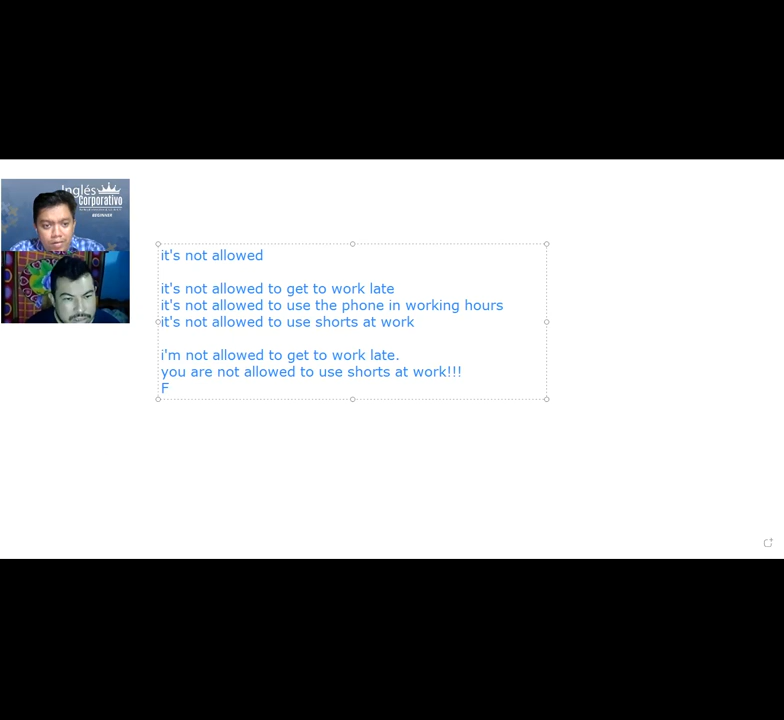 Inglés
Corporativo
BEGINNER
it's not allowed
it's not allowed to get to work late
it's not allowed to use the phone in working hours
it's not allowed to use shorts at work
i'm not allowed to get to work late.
you are not allowed to use shorts at work!!!
F